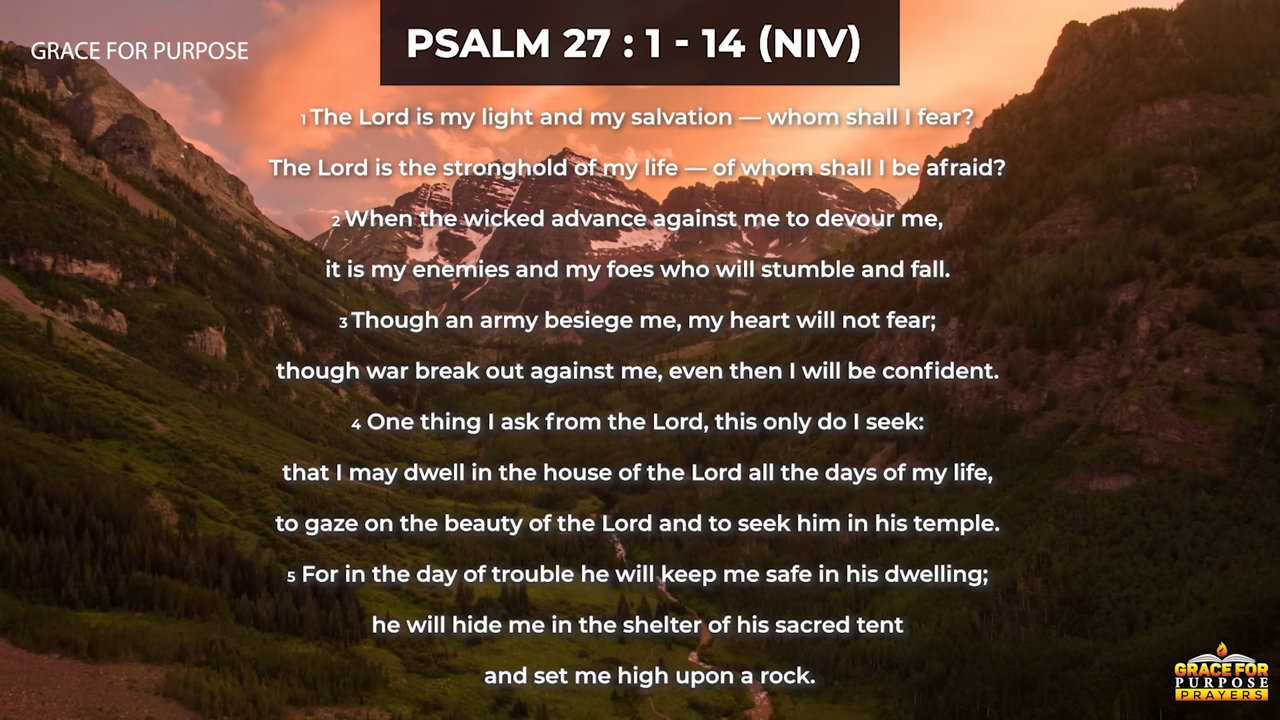 GRACE FOR PURPOSE
PSALM 27 : 1 - 14 (NIV)
1 The Lord is my light and my salvation — whom shall I fear?
The Lord is the stronghold of my life — of whom shall I be afraid?
2 When the wicked advance against me to devour me,
it is my enemies and my foes who will stumble and fall.
3 Though an army besiege me, my heart will not fear;
though war break out against me, even then I will be confident.
4 One thing I ask from the Lord, this only do I seek:
that I may dwell in the house of the Lord all the days of my life,
to gaze on the beauty of the Lord and to seek him in his temple.
5 For in the day of trouble he will keep me safe in his dwelling;
he will hide me in the shelter of his sacred tent
and set me high upon a rock.
GRACE FOR
PURPOSE
PRAYERS